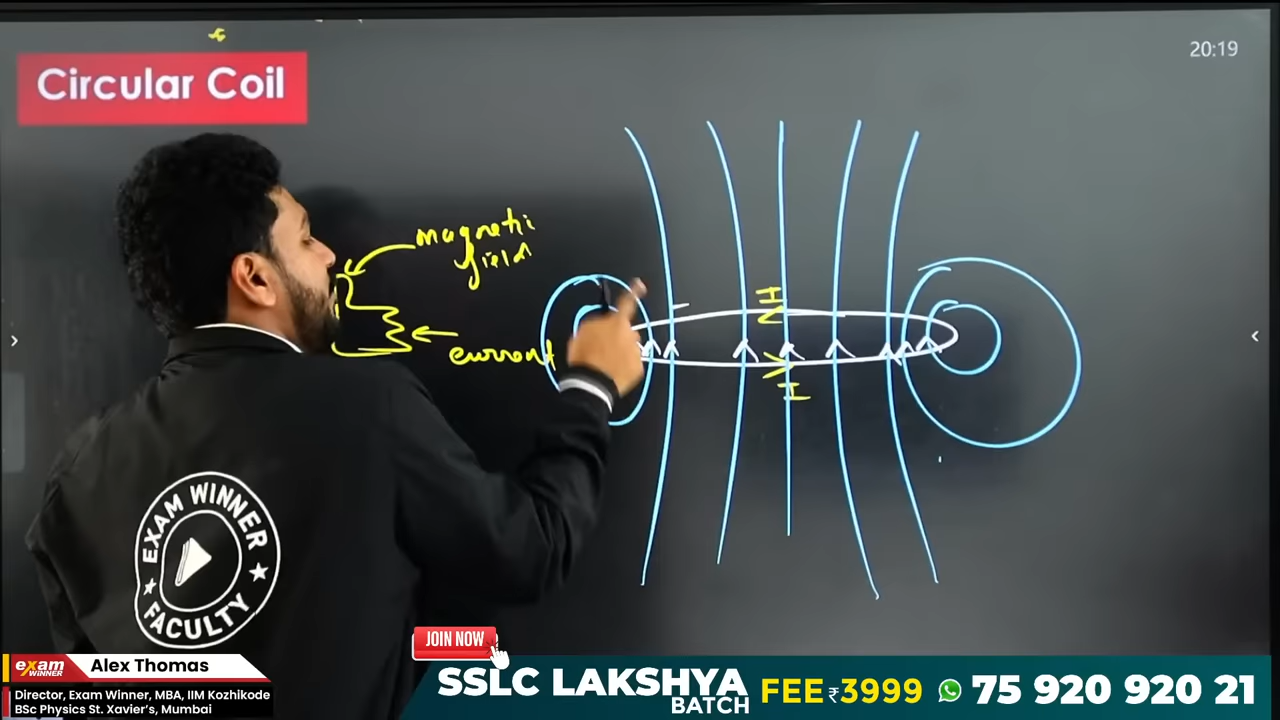 20:19
Circular Coil
magnetic
field
current
I
I
EXAM WINNER
FACULTY
JOIN NOW
exam
WINNER
Alex Thomas
Director, Exam Winner, MBA, IIM Kozhikode
BSc Physics St. Xavier's, Mumbai
SSLC LAKSHYA
BATCH
FEE ₹3999
75 920 920 21